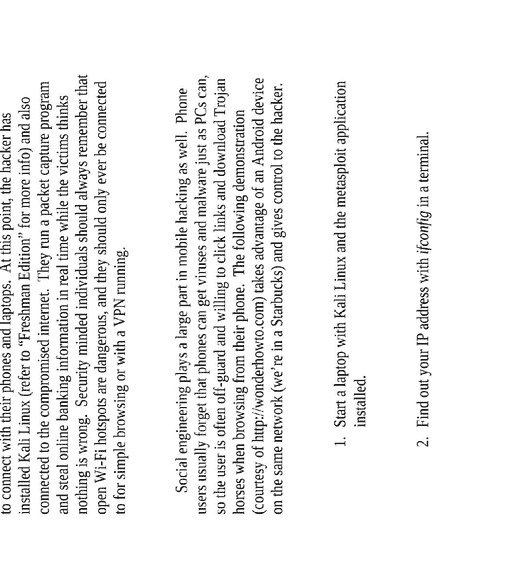 to connect with their phones and laptops. At this point, the hacker has
installed Kali Linux (refer to “Freshman Edition” for more info) and also
connected to the compromised internet. They run a packet capture program
and steal online banking information in real time while the victims thinks
nothing is wrong. Security minded individuals should always remember that
open Wi-Fi hotspots are dangerous, and they should only ever be connected
to for simple browsing or with a VPN running.
Social engineering plays a large part in mobile hacking as well. Phone
users usually forget that phones can get viruses and malware just as PCs can,
so the user is often off-guard and willing to click links and download Trojan
horses when browsing from their phone. The following demonstration
(courtesy of http://wonderhowto.com) takes advantage of an Android device
on the same network (we’re in a Starbucks) and gives control to the hacker.
1. Start a laptop with Kali Linux and the metasploit application
installed.
2. Find out your IP address with ifconfig in a terminal.